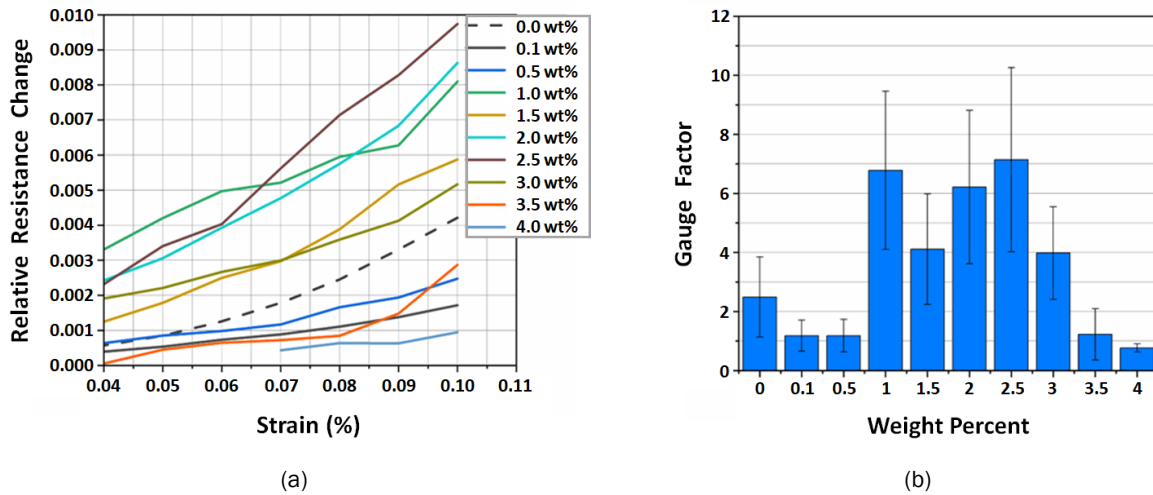 Relative Resistance Change
0.010
0.009
0.008
0.007
0.006
0.005
0.004
0.003
0.002
0.001
0.000
0.04
0.05
0.06
0.07
0.08
0.09
0.10
0.11
Strain (%)
0.0 wt%
0.1 wt%
0.5 wt%
1.0 wt%
1.5 wt%
2.0 wt%
2.5 wt%
3.0 wt%
3.5 wt%
4.0 wt%
(a)
Gauge Factor
12
10
8
6
4
2
0
0
0.1
0.5
1
1.5
2
2.5
3
3.5
4
Weight Percent
(b)